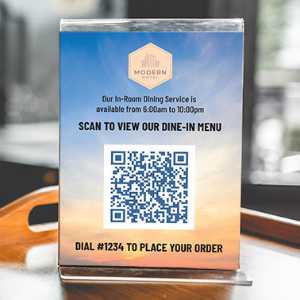 MODERN
HOTEL
Our In-Room Dining Service is
available from 6:00am to 10:00pm
SCAN TO VIEW OUR DINE-IN MENU
DIAL #1234 TO PLACE YOUR ORDER